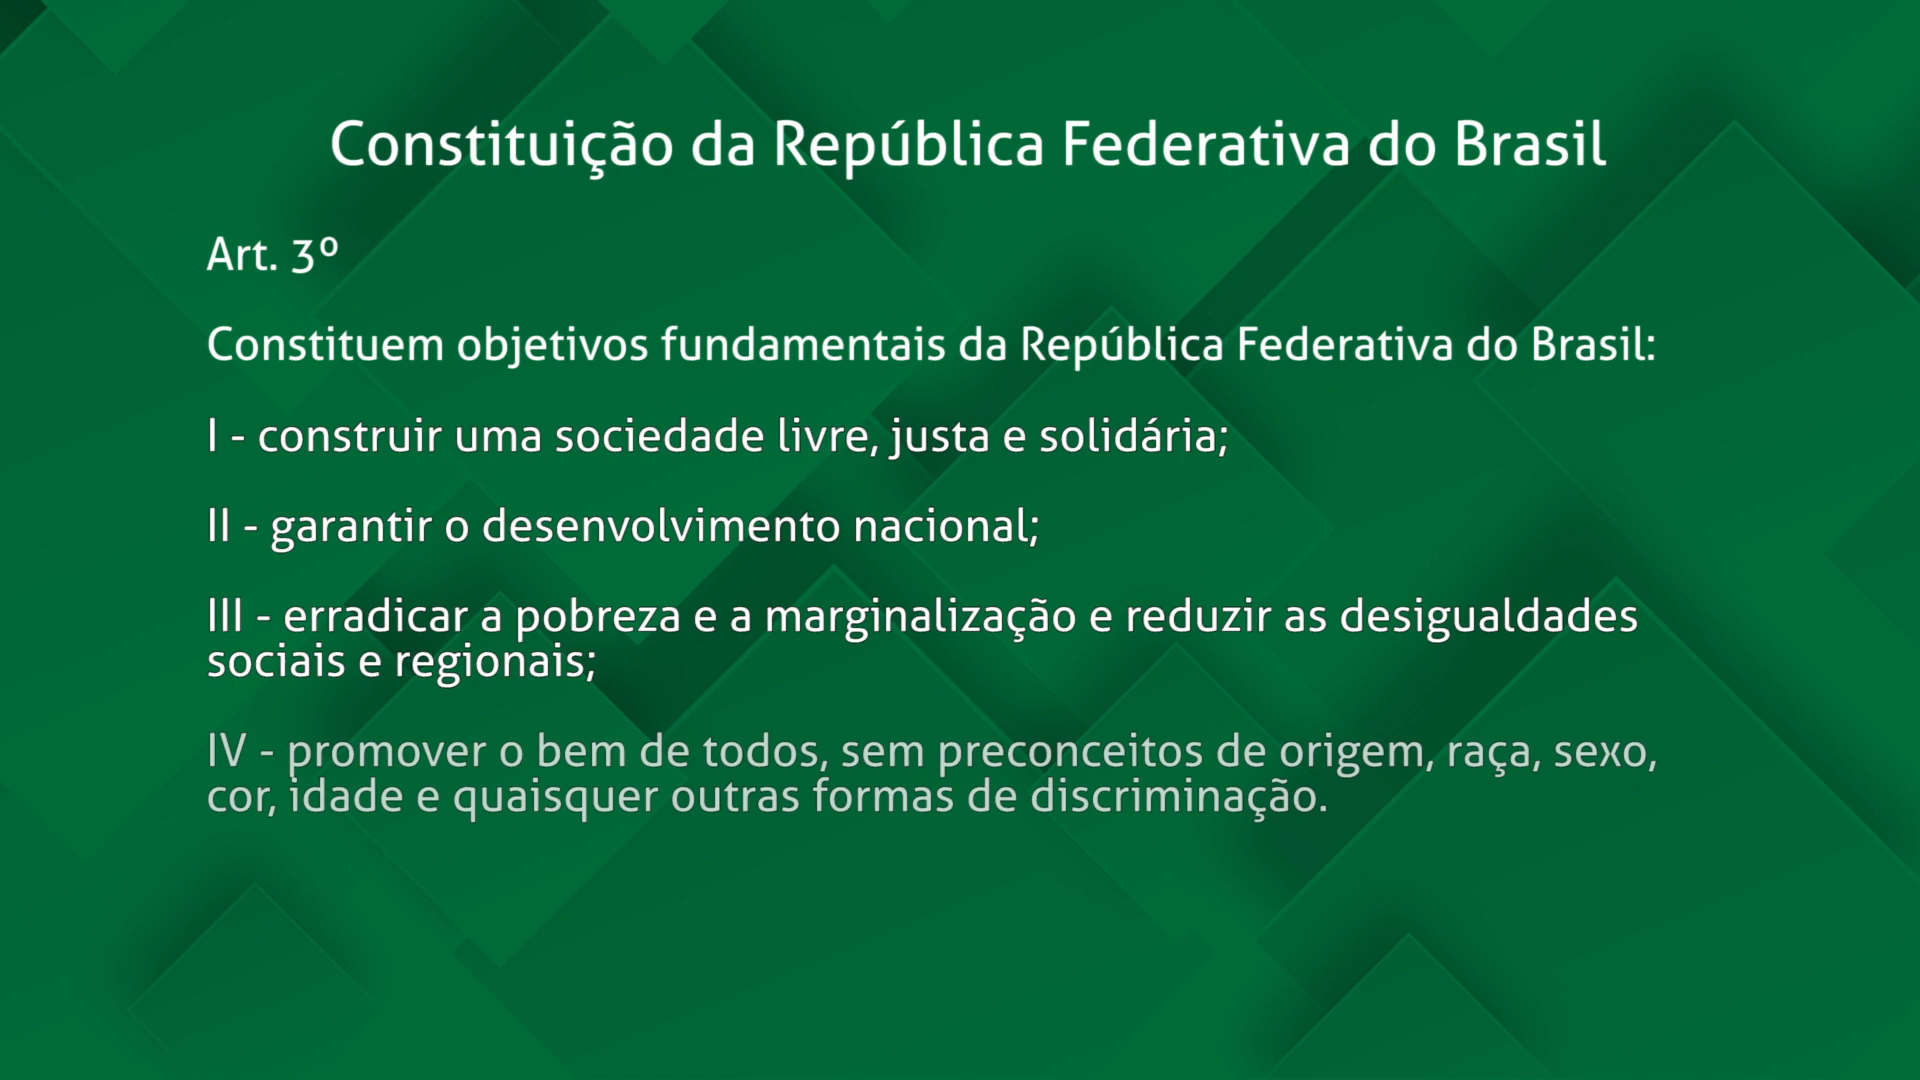 Constituição da República Federativa do Brasil
Art. 3º
Constituem objetivos fundamentais da República Federativa do Brasil:
I - construir uma sociedade livre, justa e solidária;
II - garantir o desenvolvimento nacional;
III - erradicar a pobreza e a marginalização e reduzir as desigualdades
sociais e regionais;
IV - promover o bem de todos, sem preconceitos de origem, raça, sexo,
cor, idade e quaisquer outras formas de discriminação.